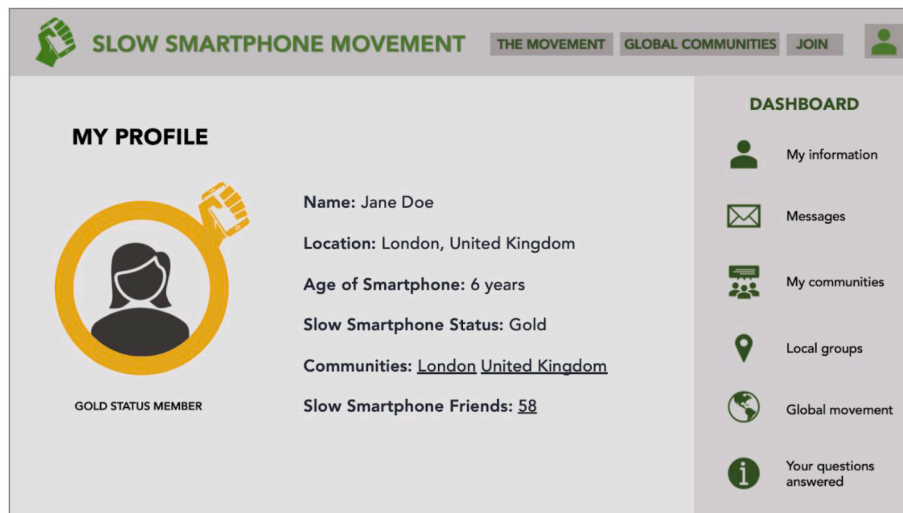 SLOW SMARTPHONE MOVEMENT
THE MOVEMENT
GLOBAL COMMUNITIES
JOIN
MY PROFILE
GOLD STATUS MEMBER
Name: Jane Doe
Location: London, United Kingdom
Age of Smartphone: 6 years
Slow Smartphone Status: Gold
Communities: London United Kingdom
Slow Smartphone Friends: 58
DASHBOARD
My information
Messages
My communities
Local groups
Global movement
Your questions
answered